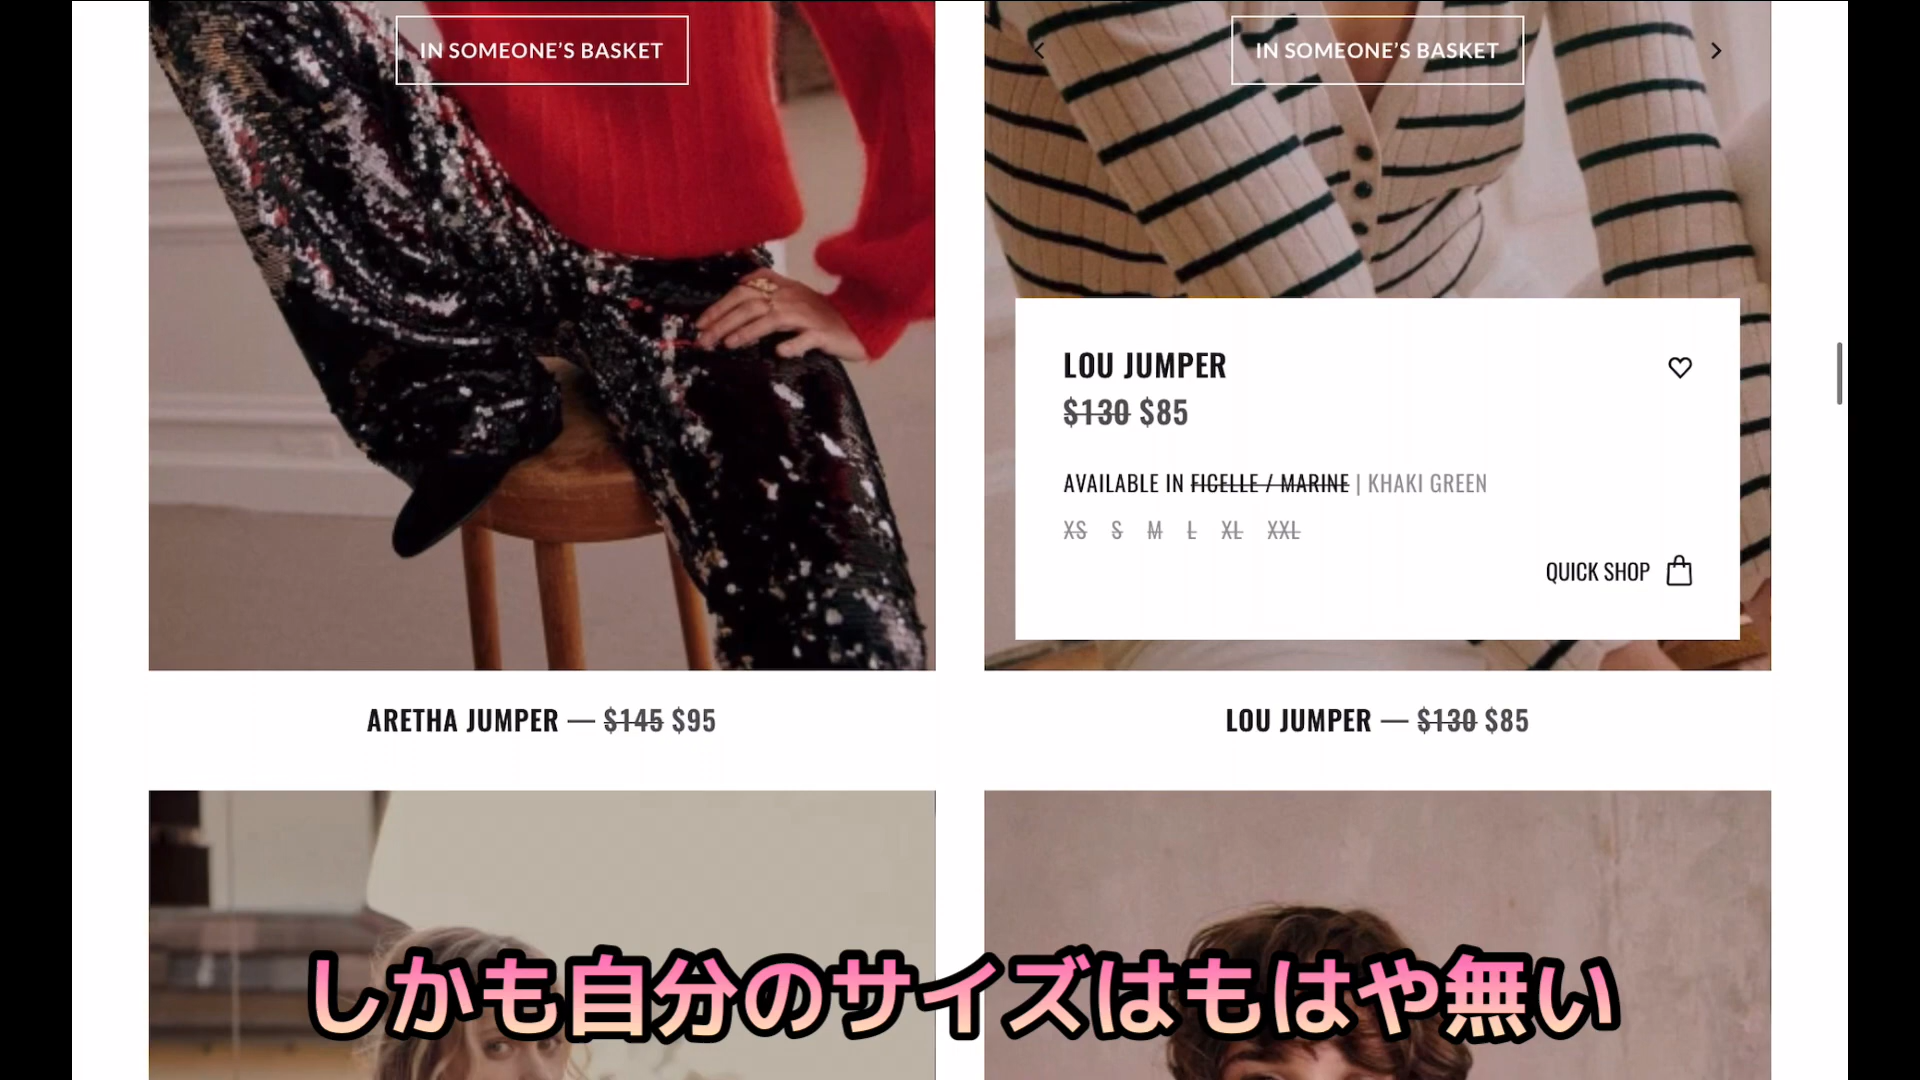 IN SOMEONE'S BASKET
IN SOMEONE'S BASKET
LOU JUMPER
$130 $85
AVAILABLE IN FICELLE / MARINE | KHAKI GREEN
XS S M L XL XXL
QUICK SHOP
ARETHA JUMPER — $145 $95
LOU JUMPER — $130 $85
しかも自分のサイズはもはや無い